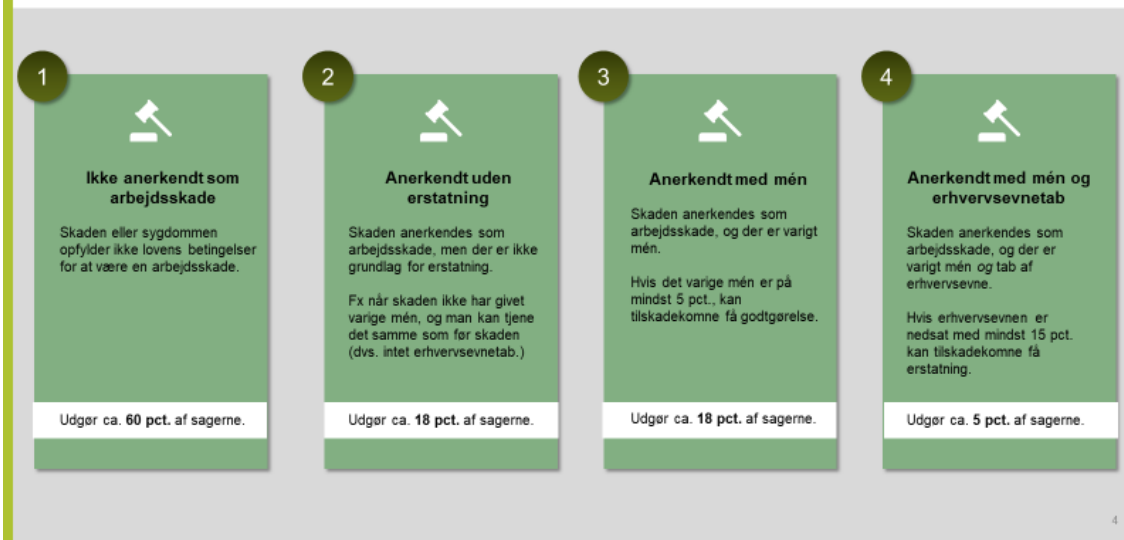 1
Ikke anerkendt som
arbejdsskade
Skaden eller sygdommen
opfylder ikke lovens betingelser
for at være en arbejdsskade.
Udgør ca. 60 pct. af sagerne.
2
Anerkendt uden
erstatning
Skaden anerkendes som
arbejdsskade, men der er ikke
grundlag for erstatning.
Fx når skaden ikke har givet
varige mén, og man kan tjene
det samme som før skaden
(dvs. intet erhvervsevnetab.)
Udgør ca. 18 pct. af sagerne.
3
Anerkendt med mén
Skaden anerkendes som
arbejdsskade, og der er varigt
mén.
Hvis det varige mén er på
mindst 5 pct., kan
tilskadekomne få godtgørelse.
Udgør ca. 18 pct. af sagerne.
4
Anerkendt med mén og
erhvervsevnetab
Skaden anerkendes som
arbejdsskade, og der er
varigt mén og tab af
erhvervsevne.
Hvis erhvervsevnen er
nedsat med mindst 15 pct.
kan tilskadekomne få
erstatning.
Udgør ca. 5 pct. af sagerne.
4